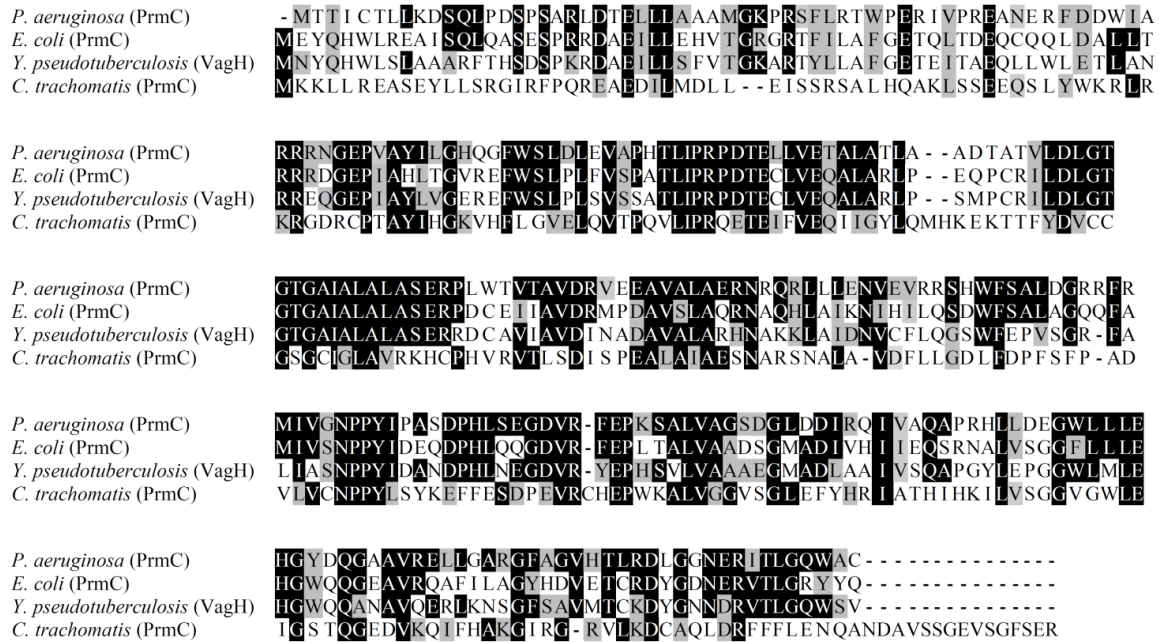 P. aeruginosa (PrmC) -MTTICTLLKDSQLPDSPSARLDTELLLAAAMGKPRSFLRTWPERIVPREANERFDDWIA
E. coli (PrmC) MEYQHWLREAISQLQASESPRRDAEILLEHVTGRGRTFILAFGETQLTDEQCQQLDALLT
Y. pseudotuberculosis (VagH) MNYQHWLSLAAARFTHSDSPKRDAEILLSFVTGKARTYLLAFGETEITAEQLLWLETLAN
C. trachomatis (PrmC) MKKLLREASEYLLSRGIRFPQREAEDILMDLL--EISSRSALHQAKLSSEEQSLYWKRLR
P. aeruginosa (PrmC) RRRNGEPVAYILGHQGFWSLDLEVAPHTLIPRPDTELLVETALATLA--ADTATVLDLGT
E. coli (PrmC) RRRDGEPIAHLTGVREFWSLPLFVSPATLIPRPDTECLVEQALARLP--EQPCRILDLGT
Y. pseudotuberculosis (VagH) RREQGEPIAYLVGEREFWSLPLSVSSATLIPRPDTECLVEQALARLP--SMPCRILDLGT
C. trachomatis (PrmC) KRGDRCPTAYIHGKVHFLGVELQVTPQVLIPRQETEIFVEQIIGYLQMHKEKTTFYDVCC
P. aeruginosa (PrmC) GTGAIALALASERPLWTVTAVDRVEEAVALAERNRQRLLLENVEVRRSHWFSALDGRRFR
E. coli (PrmC) GTGAIALALASERPDCEIIAVDRMPDAVSLAQRNAQHLAIKNIHILQSDWFSALAGQQFA
Y. pseudotuberculosis (VagH) GTGAIALALASERRDCAVIAVDINADAVALARHNAKKLAIDNVCFLQGSWFEPVSGR-FA
C. trachomatis (PrmC) GSGCIGLAVRKHCPHVRVTLSDISPEALAIAESNARSNALA-VDFLLGDLFDPFSFP-AD
P. aeruginosa (PrmC) MIVGNPPYIPASDPHLSEGDVR-FEPKSALVAGSDGLDDIRQIVAQAPRHLLDEGWLLLE
E. coli (PrmC) MIVSNPPYIDEQDPHLQQGDVR-FEPLTALVAADSGMADIVHIIEQSRNALVSGGFLLLE
Y. pseudotuberculosis (VagH) LIASNPPYIDANDPHLNEGDVR-YEPHSVLVAAAEGMADLAAIVSQAPGYLEPGGWLMLE
C. trachomatis (PrmC) VLVCNPPYLSYKEFFESDPEVRCHEPWKALVGGVSGLEFYHRIATHIHKILVSGGVGWLE
P. aeruginosa (PrmC) HGYDQGAAVRELLGARGFAGVHTLRDLGGNERITLGQWAC---------------
E. coli (PrmC) HGWQQGEAVRQAFILAGYHDVETCRDYGDNERVTLGRYYQ---------------
Y. pseudotuberculosis (VagH) HGWQQANAVQERLKNSGFSAVMTCKDYGNNDRVTLGQWSV---------------
C. trachomatis (PrmC) IGSTQGEDVKQIFHAKGIRG-RVLKDCAQLDRFFFLENQANDAVSSGEVSGFSER